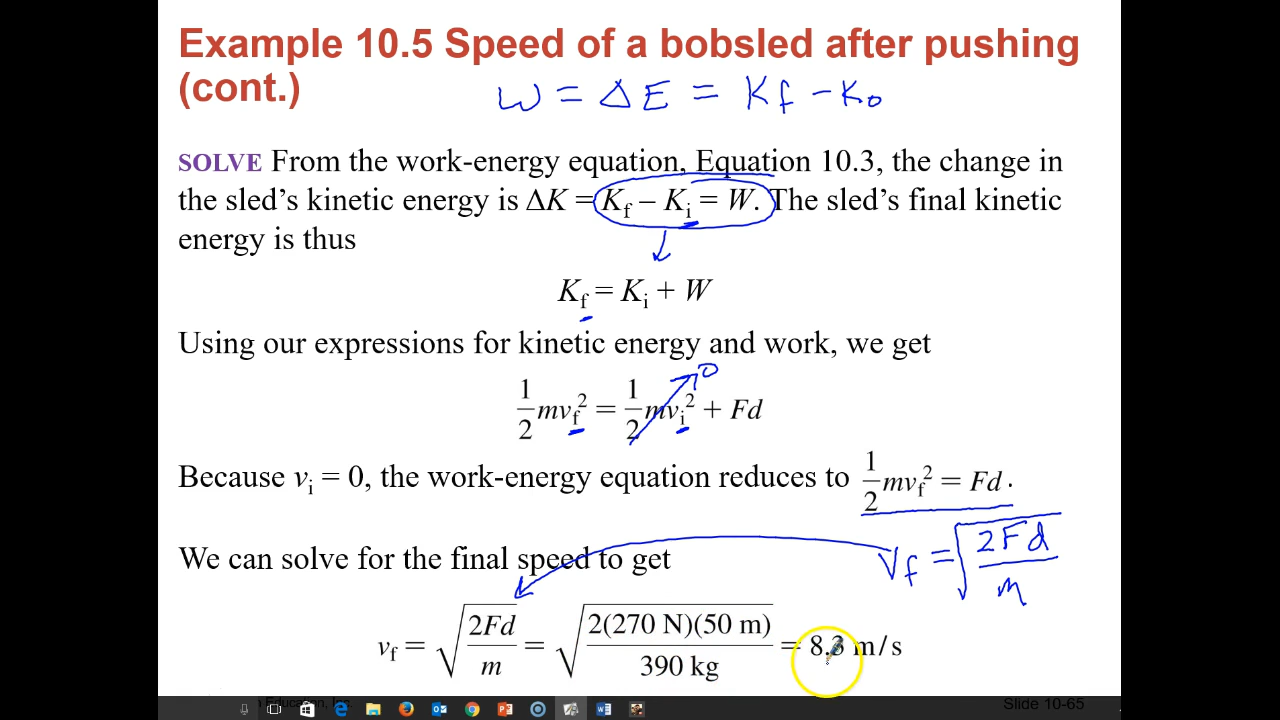 Example 10.5 Speed of a bobsled after pushing
(cont.)
W = ΔE = Kf - K0
SOLVE From the work-energy equation, Equation 10.3, the change in
the sled's kinetic energy is ΔK = Kf – Ki = W. The sled's final kinetic
energy is thus
Kf = Ki + W
Using our expressions for kinetic energy and work, we get
0
1/2 mvf² = 1/2 mvi² + Fd
Because vi = 0, the work-energy equation reduces to 1/2 mvf² = Fd.
We can solve for the final speed to get
Vf = √(2Fd/m)
vf = √(2Fd/m) = √(2(270 N)(50 m)/390 kg) = 8.3 m/s
Education, Inc.
Slide 10-65